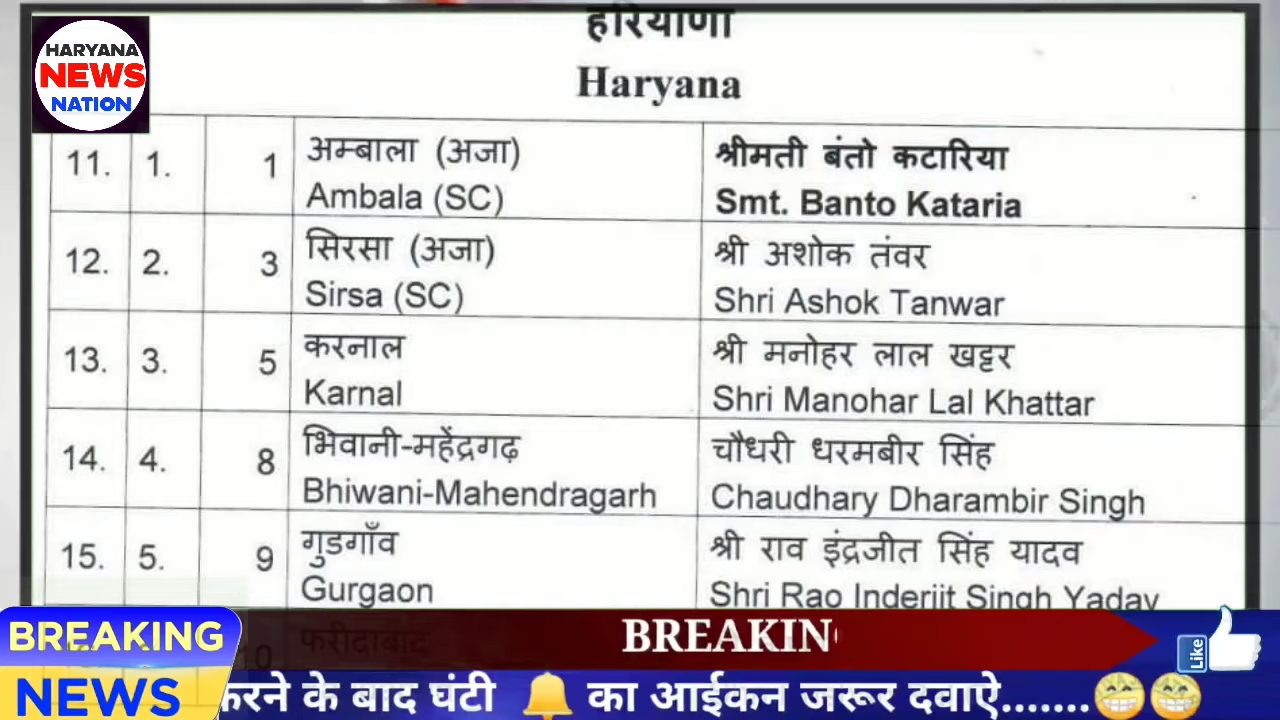 HARYANA
NEWS
NATION
हरियाणा
Haryana
11. 1. 1 अम्बाला (अजा) श्रीमती बंतो कटारिया
Ambala (SC) Smt. Banto Kataria
12. 2. 3 सिरसा (अजा) श्री अशोक तंवर
Sirsa (SC) Shri Ashok Tanwar
13. 3. 5 करनाल श्री मनोहर लाल खट्टर
Karnal Shri Manohar Lal Khattar
14. 4. 8 भिवानी-महेंद्रगढ़ चौधरी धरमबीर सिंह
Bhiwani-Mahendragarh Chaudhary Dharambir Singh
15. 5. 9 गुडगाँव श्री राव इंद्रजीत सिंह यादव
Gurgaon Shri Rao Inderjit Singh Yadav
10 फरीदाबाद
BREAKING
NEWS
BREAKIN
Like
करने के बाद घंटी 🔔 का आईकन जरूर दवाऐ.......😁😁